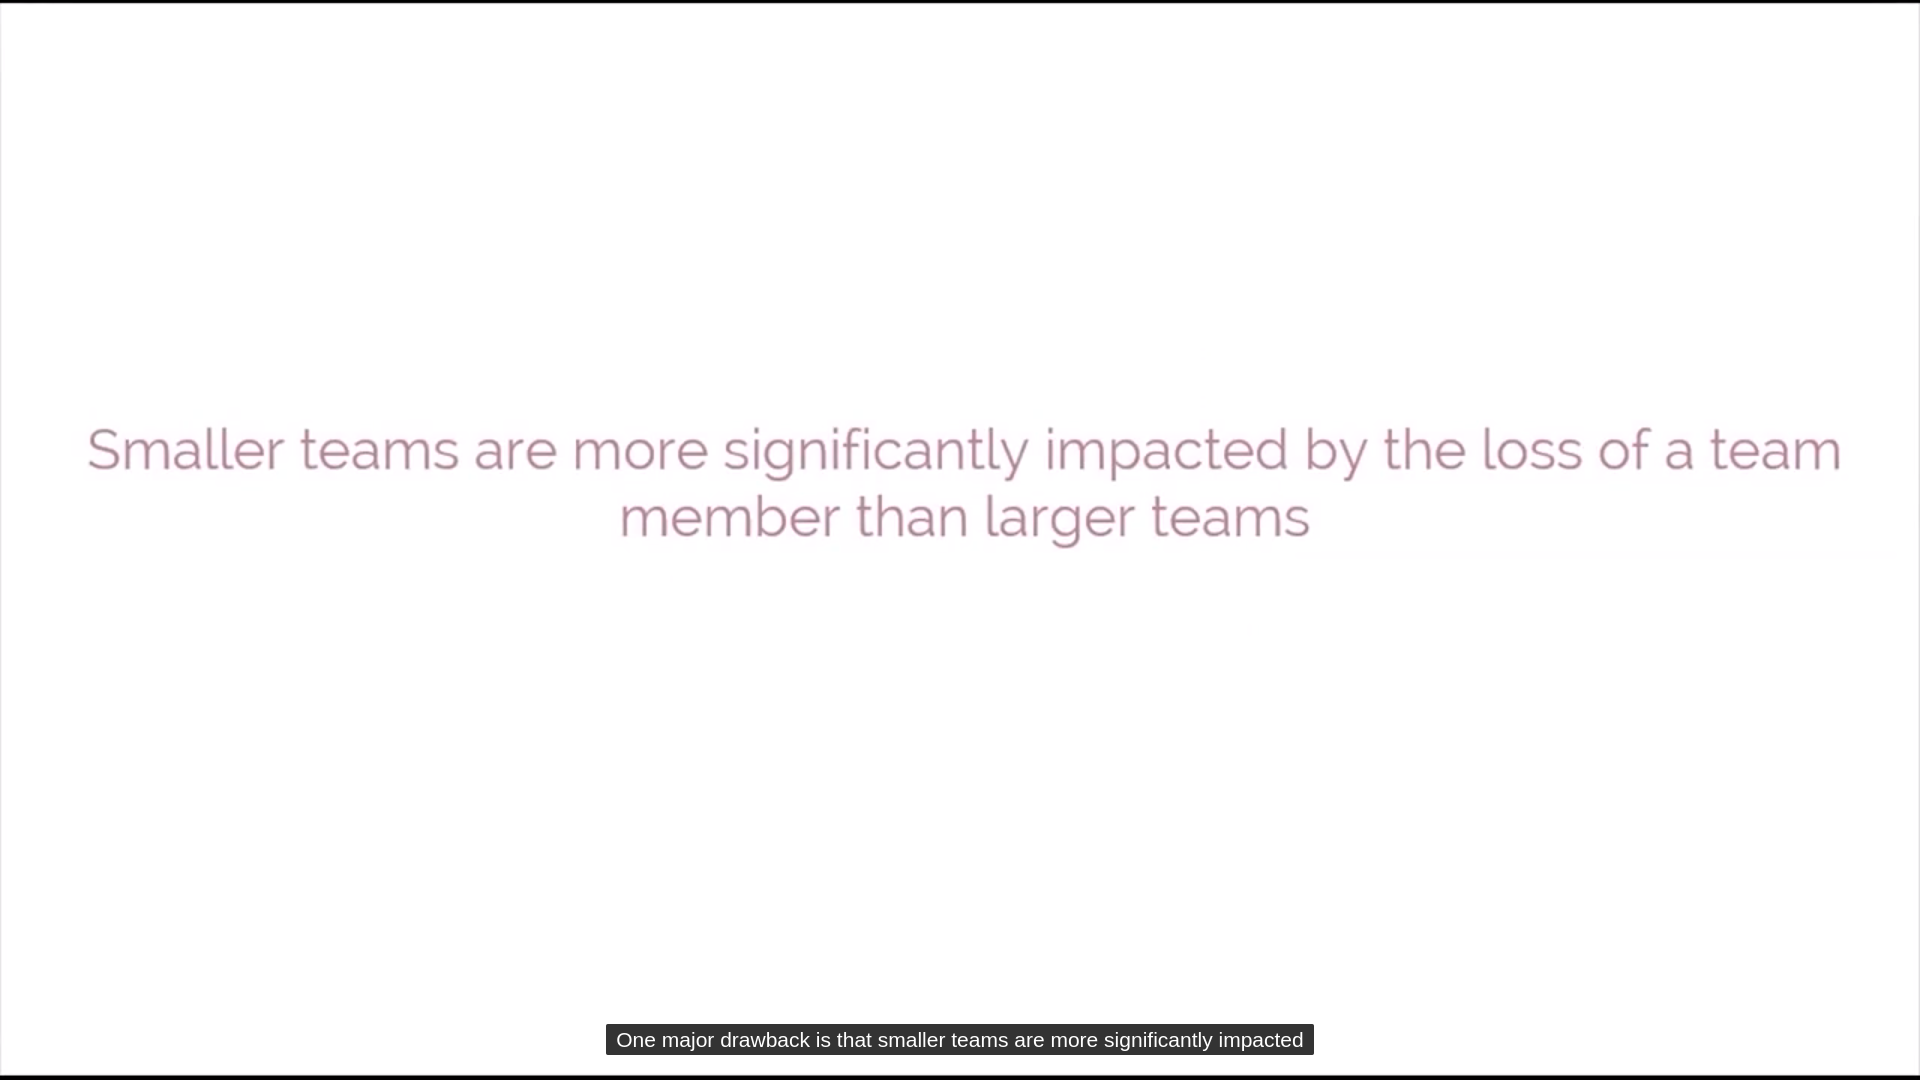 Smaller teams are more significantly impacted by the loss of a team
member than larger teams
One major drawback is that smaller teams are more significantly impacted